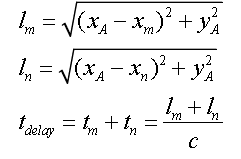 l_m = √((x_A − x_m)² + y_A²)
l_n = √((x_A − x_n)² + y_A²)
t_delay = t_m + t_n = (l_m + l_n) / c